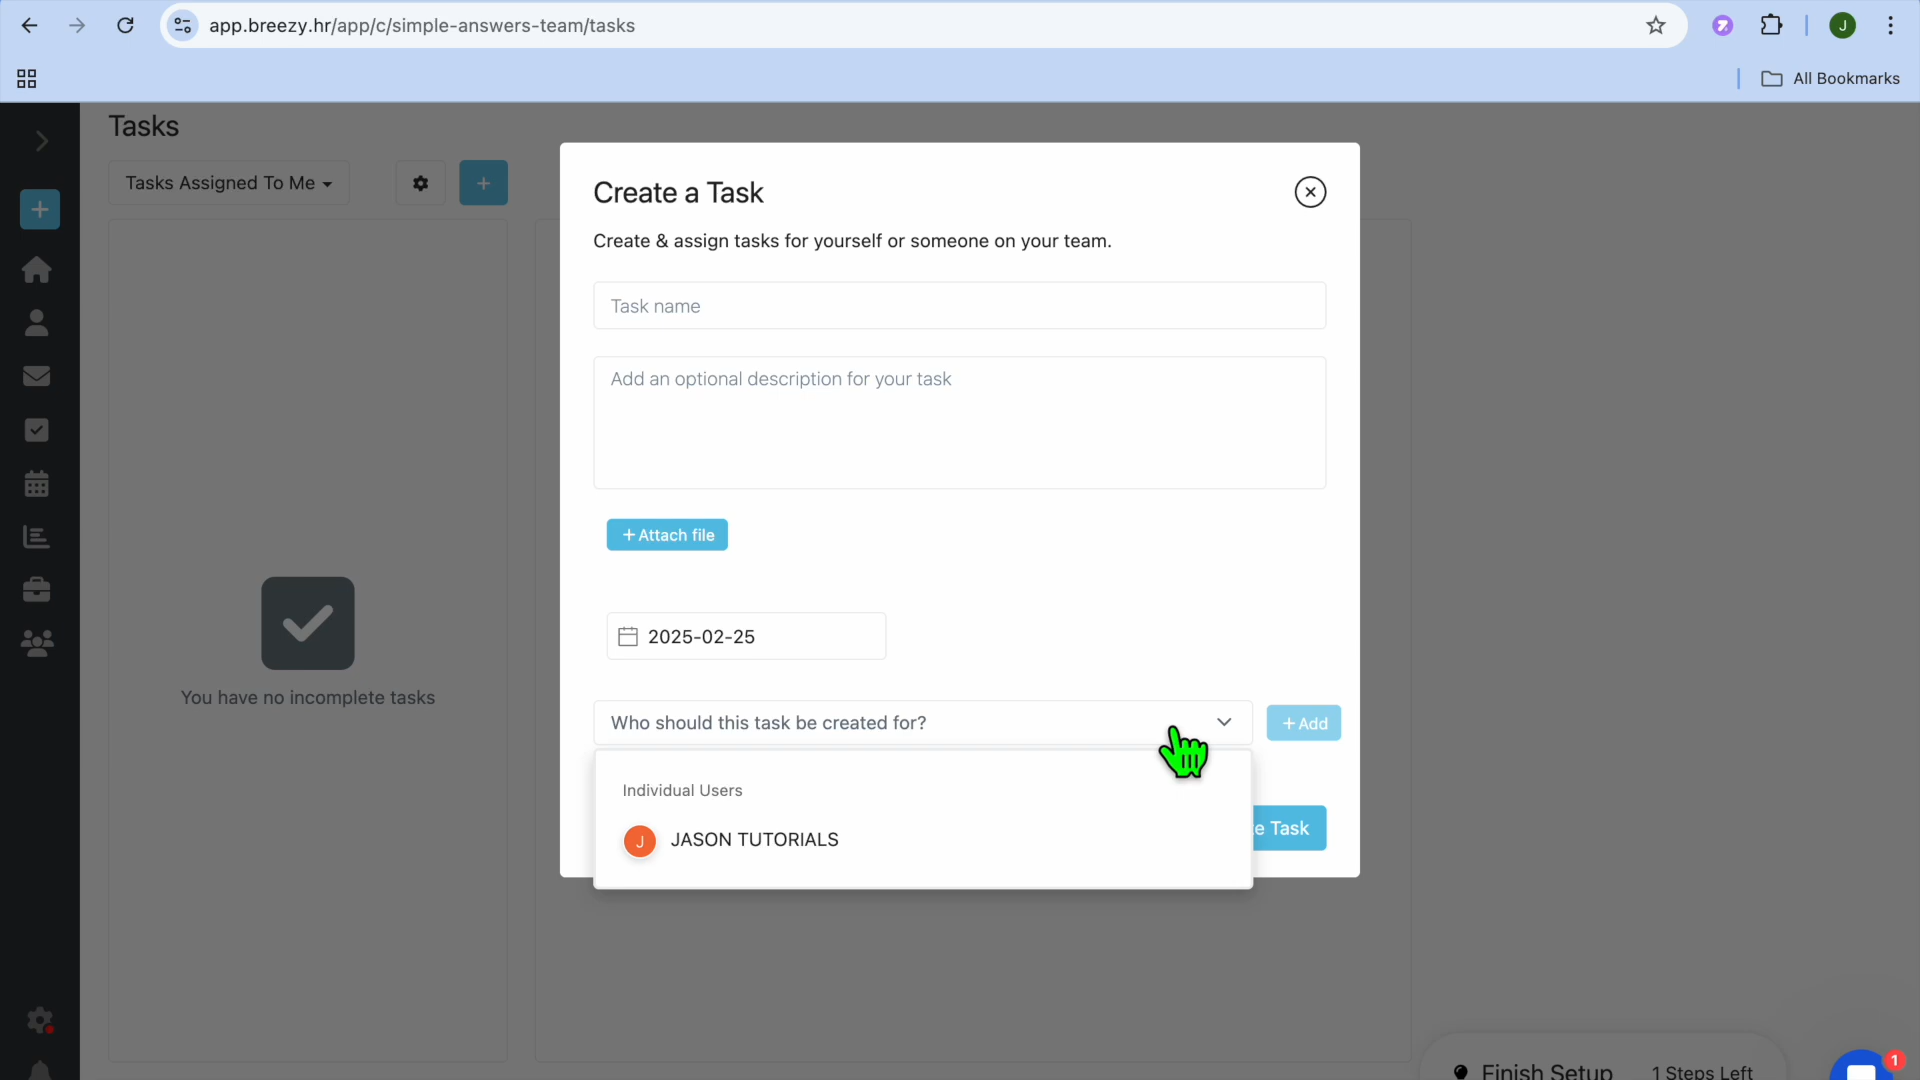 app.breezy.hr/app/c/simple-answers-team/tasks
J
All Bookmarks
Tasks
Tasks Assigned To Me
+
+
You have no incomplete tasks
Create a Task
Create & assign tasks for yourself or someone on your team.
Task name
Add an optional description for your task
+ Attach file
2025-02-25
Who should this task be created for?
+ Add
Individual Users
J JASON TUTORIALS
e Task
Finish Setup 1 Steps Left
1